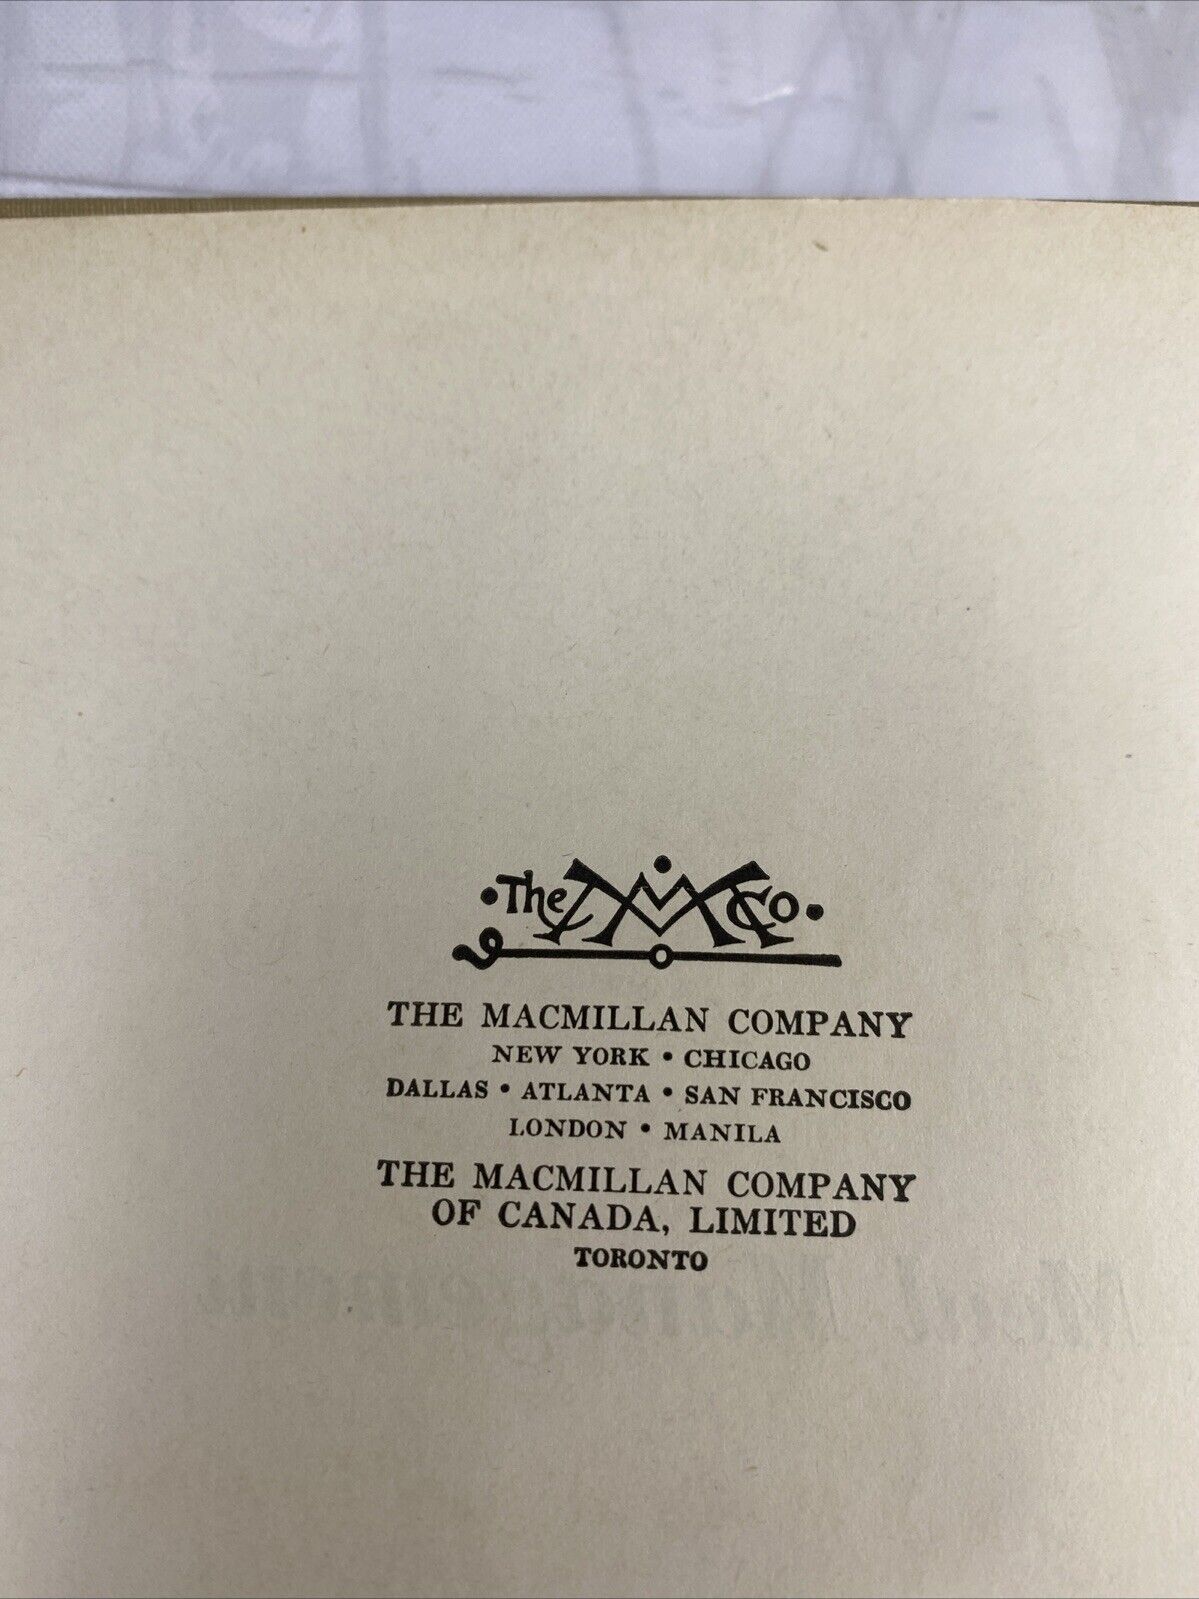 The M Co
THE MACMILLAN COMPANY
NEW YORK • CHICAGO
DALLAS • ATLANTA • SAN FRANCISCO
LONDON • MANILA
THE MACMILLAN COMPANY
OF CANADA, LIMITED
TORONTO